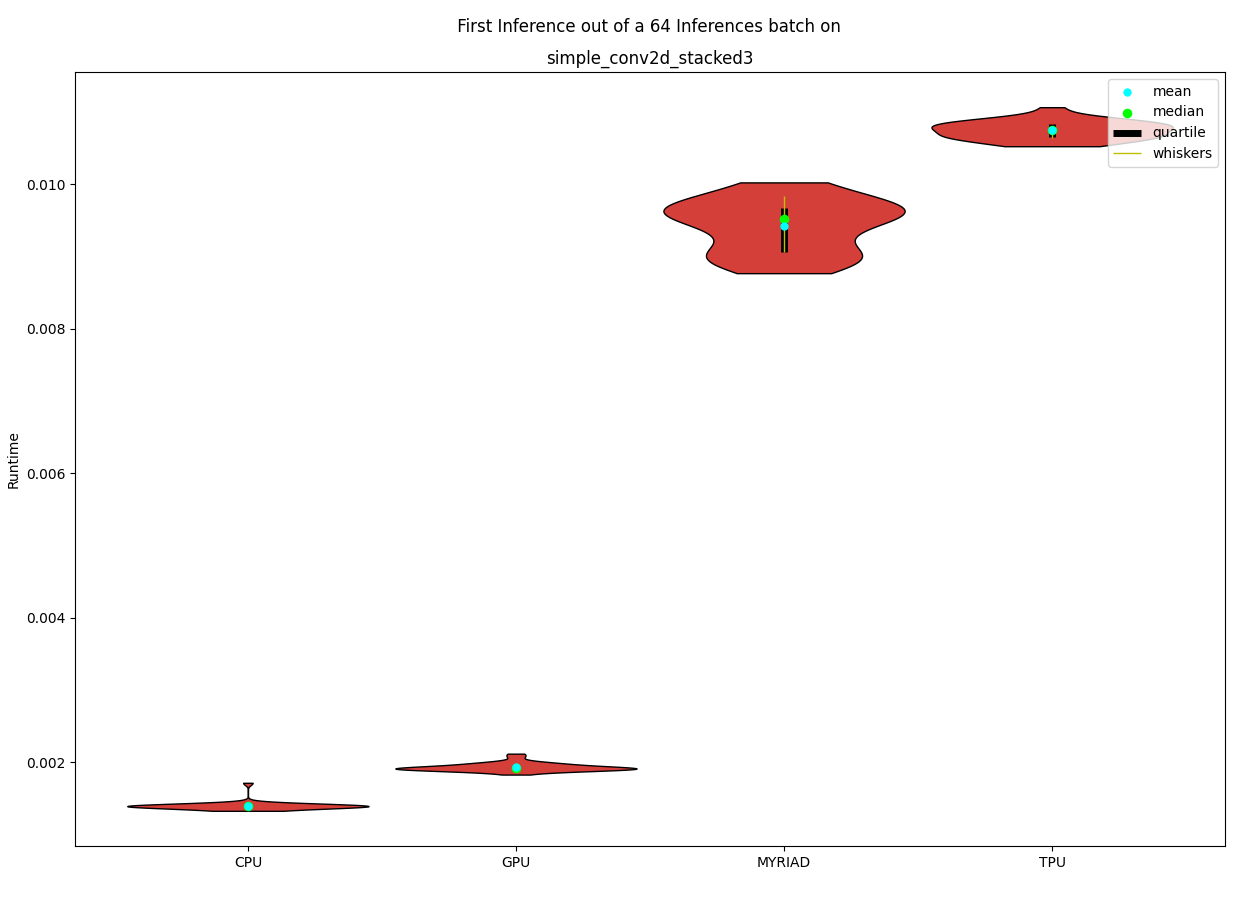 First Inference out of a 64 Inferences batch on
simple_conv2d_stacked3
mean
median
quartile
whiskers
0.010
0.008
0.006
0.004
0.002
Runtime
CPU
GPU
MYRIAD
TPU